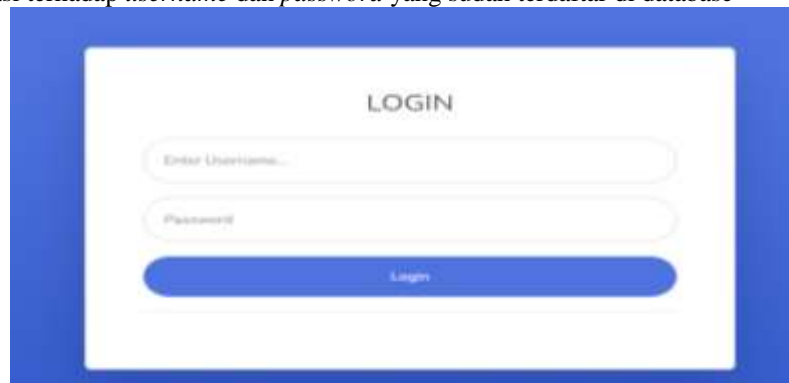 terhadap username dan password yang sudah terdaftar di database
LOGIN
Enter Username...
Password
Login